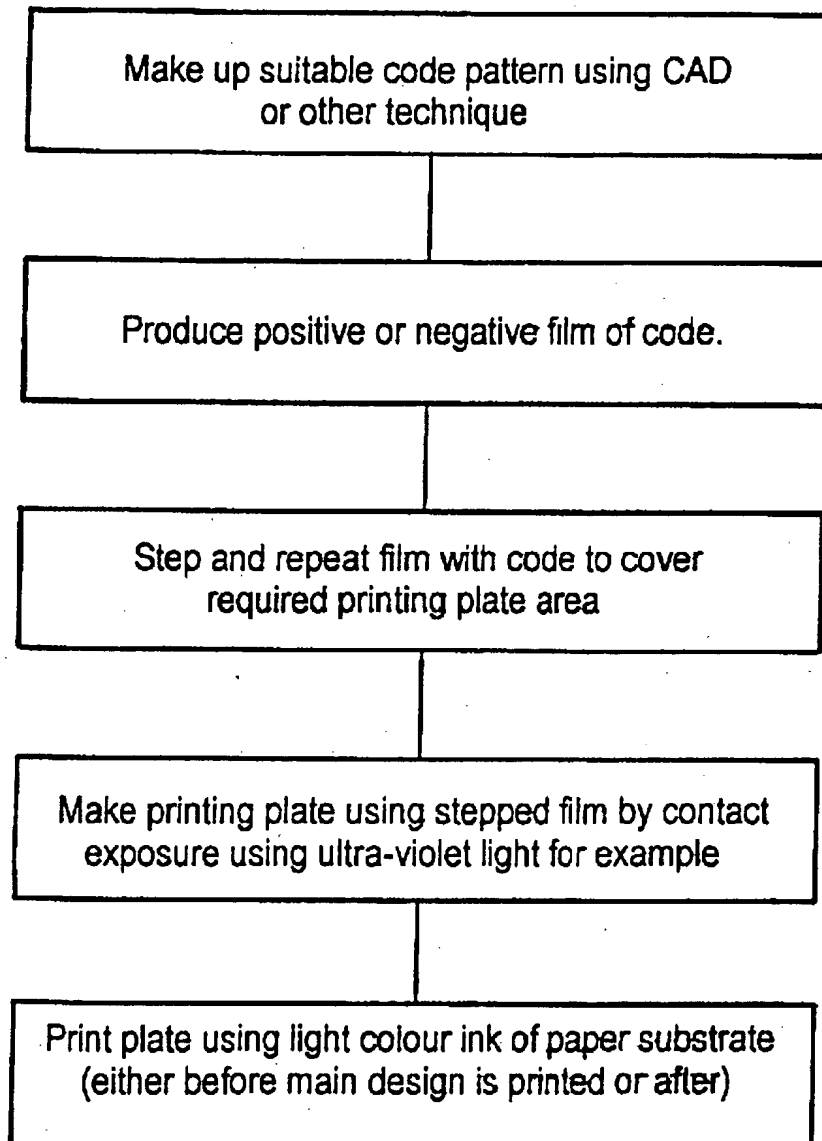 Make up suitable code pattern using CAD
or other technique
Produce positive or negative film of code.
Step and repeat film with code to cover
required printing plate area
Make printing plate using stepped film by contact
exposure using ultra-violet light for example
Print plate using light colour ink of paper substrate
(either before main design is printed or after)